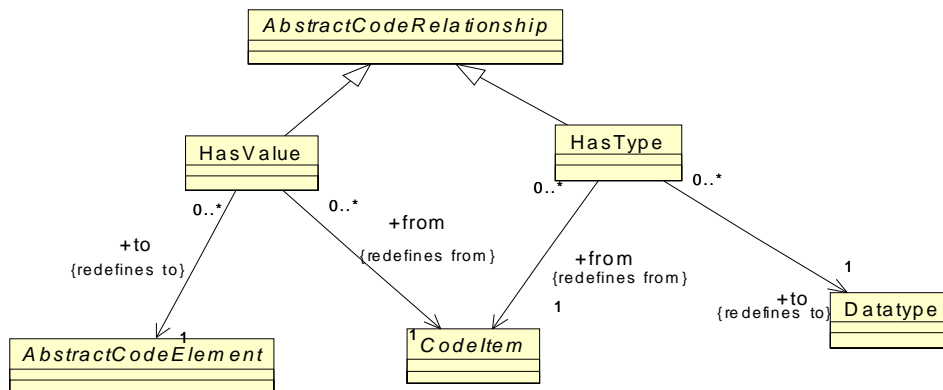 AbstractCodeRelationship
HasValue
HasType
0..*
0..*
0..*
0..*
+to
{redefines to}
+from
{redefines from}
+from
{redefines from}
1
+to
{redefines to}
1
Datatype
1
AbstractCodeElement
1
CodeItem